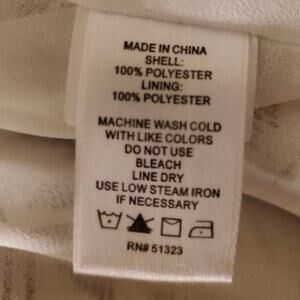 MADE IN CHINA
SHELL:
100% POLYESTER
LINING:
100% POLYESTER
MACHINE WASH COLD
WITH LIKE COLORS
DO NOT USE
BLEACH
LINE DRY
USE LOW STEAM IRON
IF NECESSARY
RN# 51323